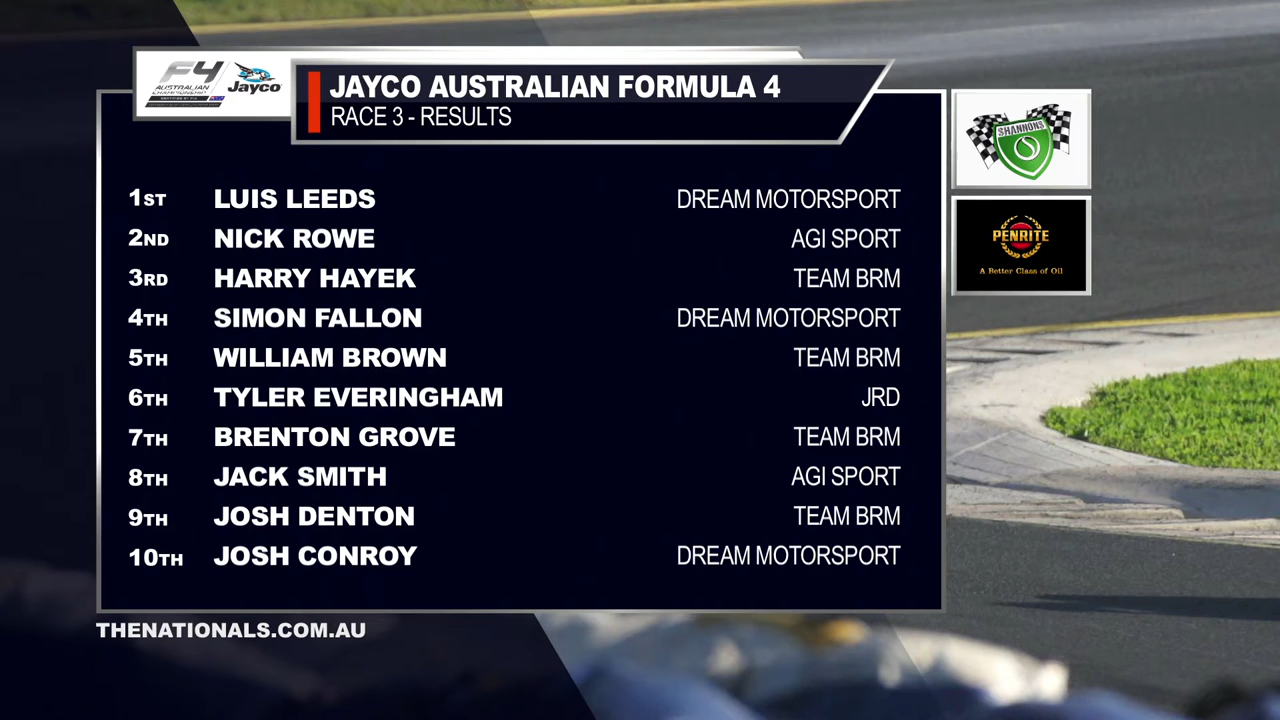 F4
AUSTRALIAN
CHAMPIONSHIP
Jayco
JAYCO AUSTRALIAN FORMULA 4
RACE 3 - RESULTS
SHANNONS
PENRITE
A Better Class of Oil
1ST LUIS LEEDS DREAM MOTORSPORT
2ND NICK ROWE AGI SPORT
3RD HARRY HAYEK TEAM BRM
4TH SIMON FALLON DREAM MOTORSPORT
5TH WILLIAM BROWN TEAM BRM
6TH TYLER EVERINGHAM JRD
7TH BRENTON GROVE TEAM BRM
8TH JACK SMITH AGI SPORT
9TH JOSH DENTON TEAM BRM
10TH JOSH CONROY DREAM MOTORSPORT
THENATIONALS.COM.AU